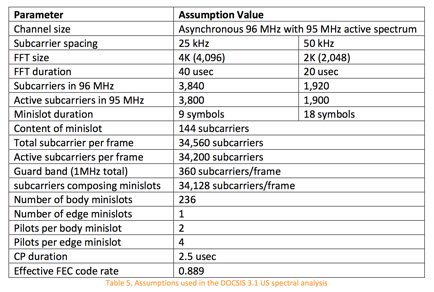 Parameter Assumption Value
Channel size Asynchronous 96 MHz with 95 MHz active spectrum
Subcarrier spacing 25 kHz 50 kHz
FFT size 4K (4,096) 2K (2,048)
FFT duration 40 usec 20 usec
Subcarriers in 96 MHz 3,840 1,920
Active subcarriers in 95 MHz 3,800 1,900
Minislot duration 9 symbols 18 symbols
Content of minislot 144 subcarriers
Total subcarrier per frame 34,560 subcarriers
Active subcarriers per frame 34,200 subcarriers
Guard band (1MHz total) 360 subcarriers/frame
subcarriers composing minislots 34,128 subcarriers/frame
Number of body minislots 236
Number of edge minislots 1
Pilots per body minislot 2
Pilots per edge minislot 4
CP duration 2.5 usec
Effective FEC code rate 0.889
Table 5. Assumptions used in the DOCSIS 3.1 US spectral analysis